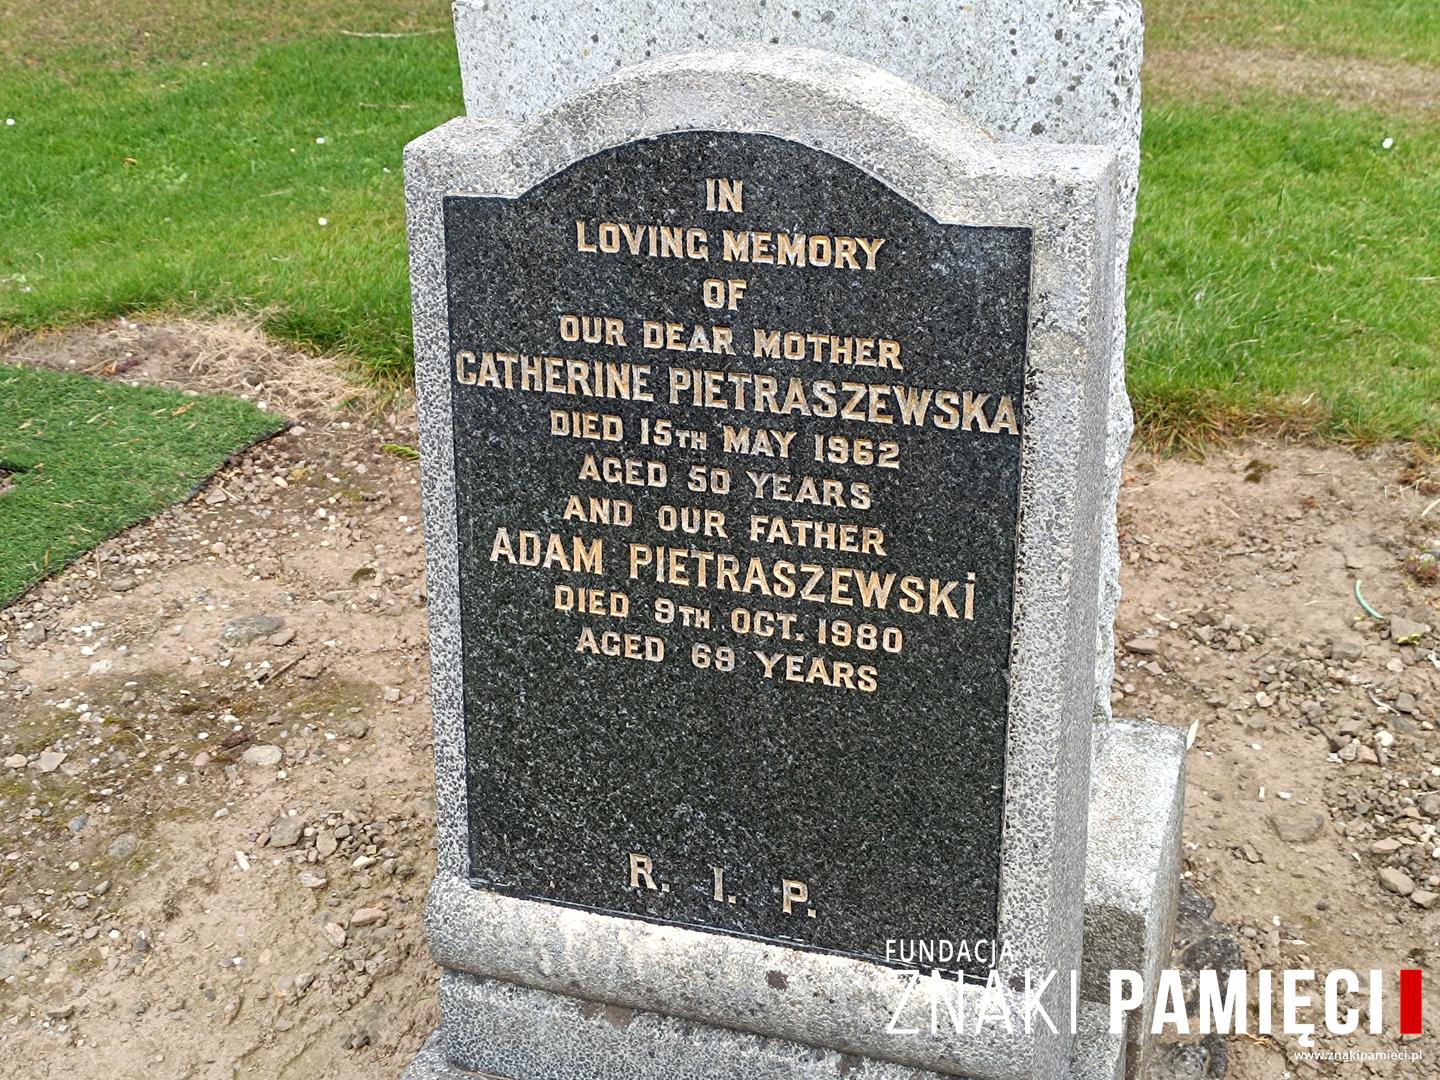 IN
LOVING MEMORY
OF
OUR DEAR MOTHER
CATHERINE PIETRASZEWSKA
DIED 15TH MAY 1962
AGED 50 YEARS
AND OUR FATHER
ADAM PIETRASZEWSKi
DIED 9TH OCT. 1980
AGED 69 YEARS
R. I. P.
FUNDACJA
ZNAKI PAMIĘCI
www.znakipamieci.pl